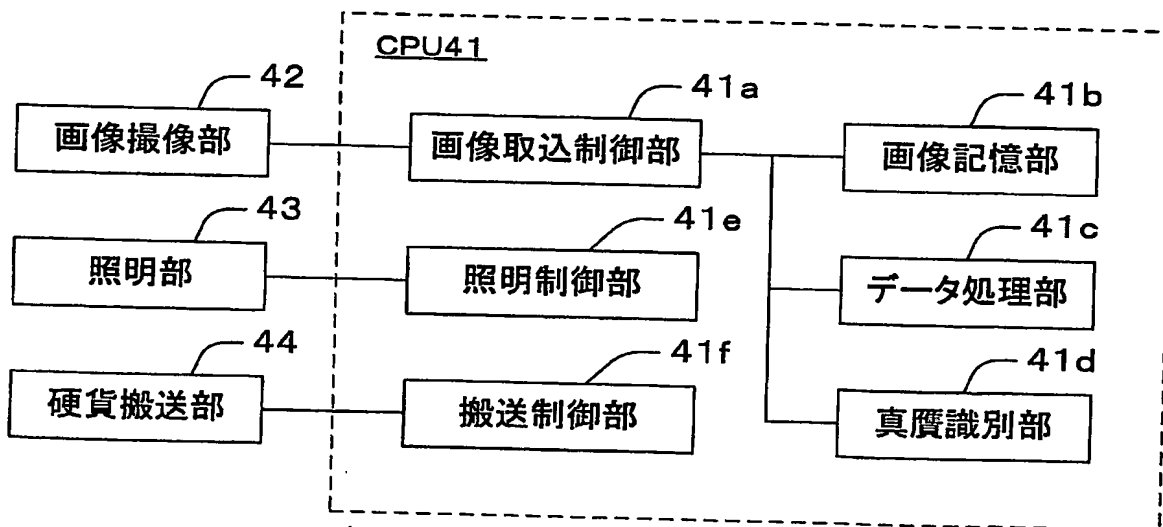 CPU41
42
画像撮像部
41a
画像取込制御部
41b
画像記憶部
43
照明部
41e
照明制御部
41c
データ処理部
44
硬貨搬送部
41f
搬送制御部
41d
真贋識別部